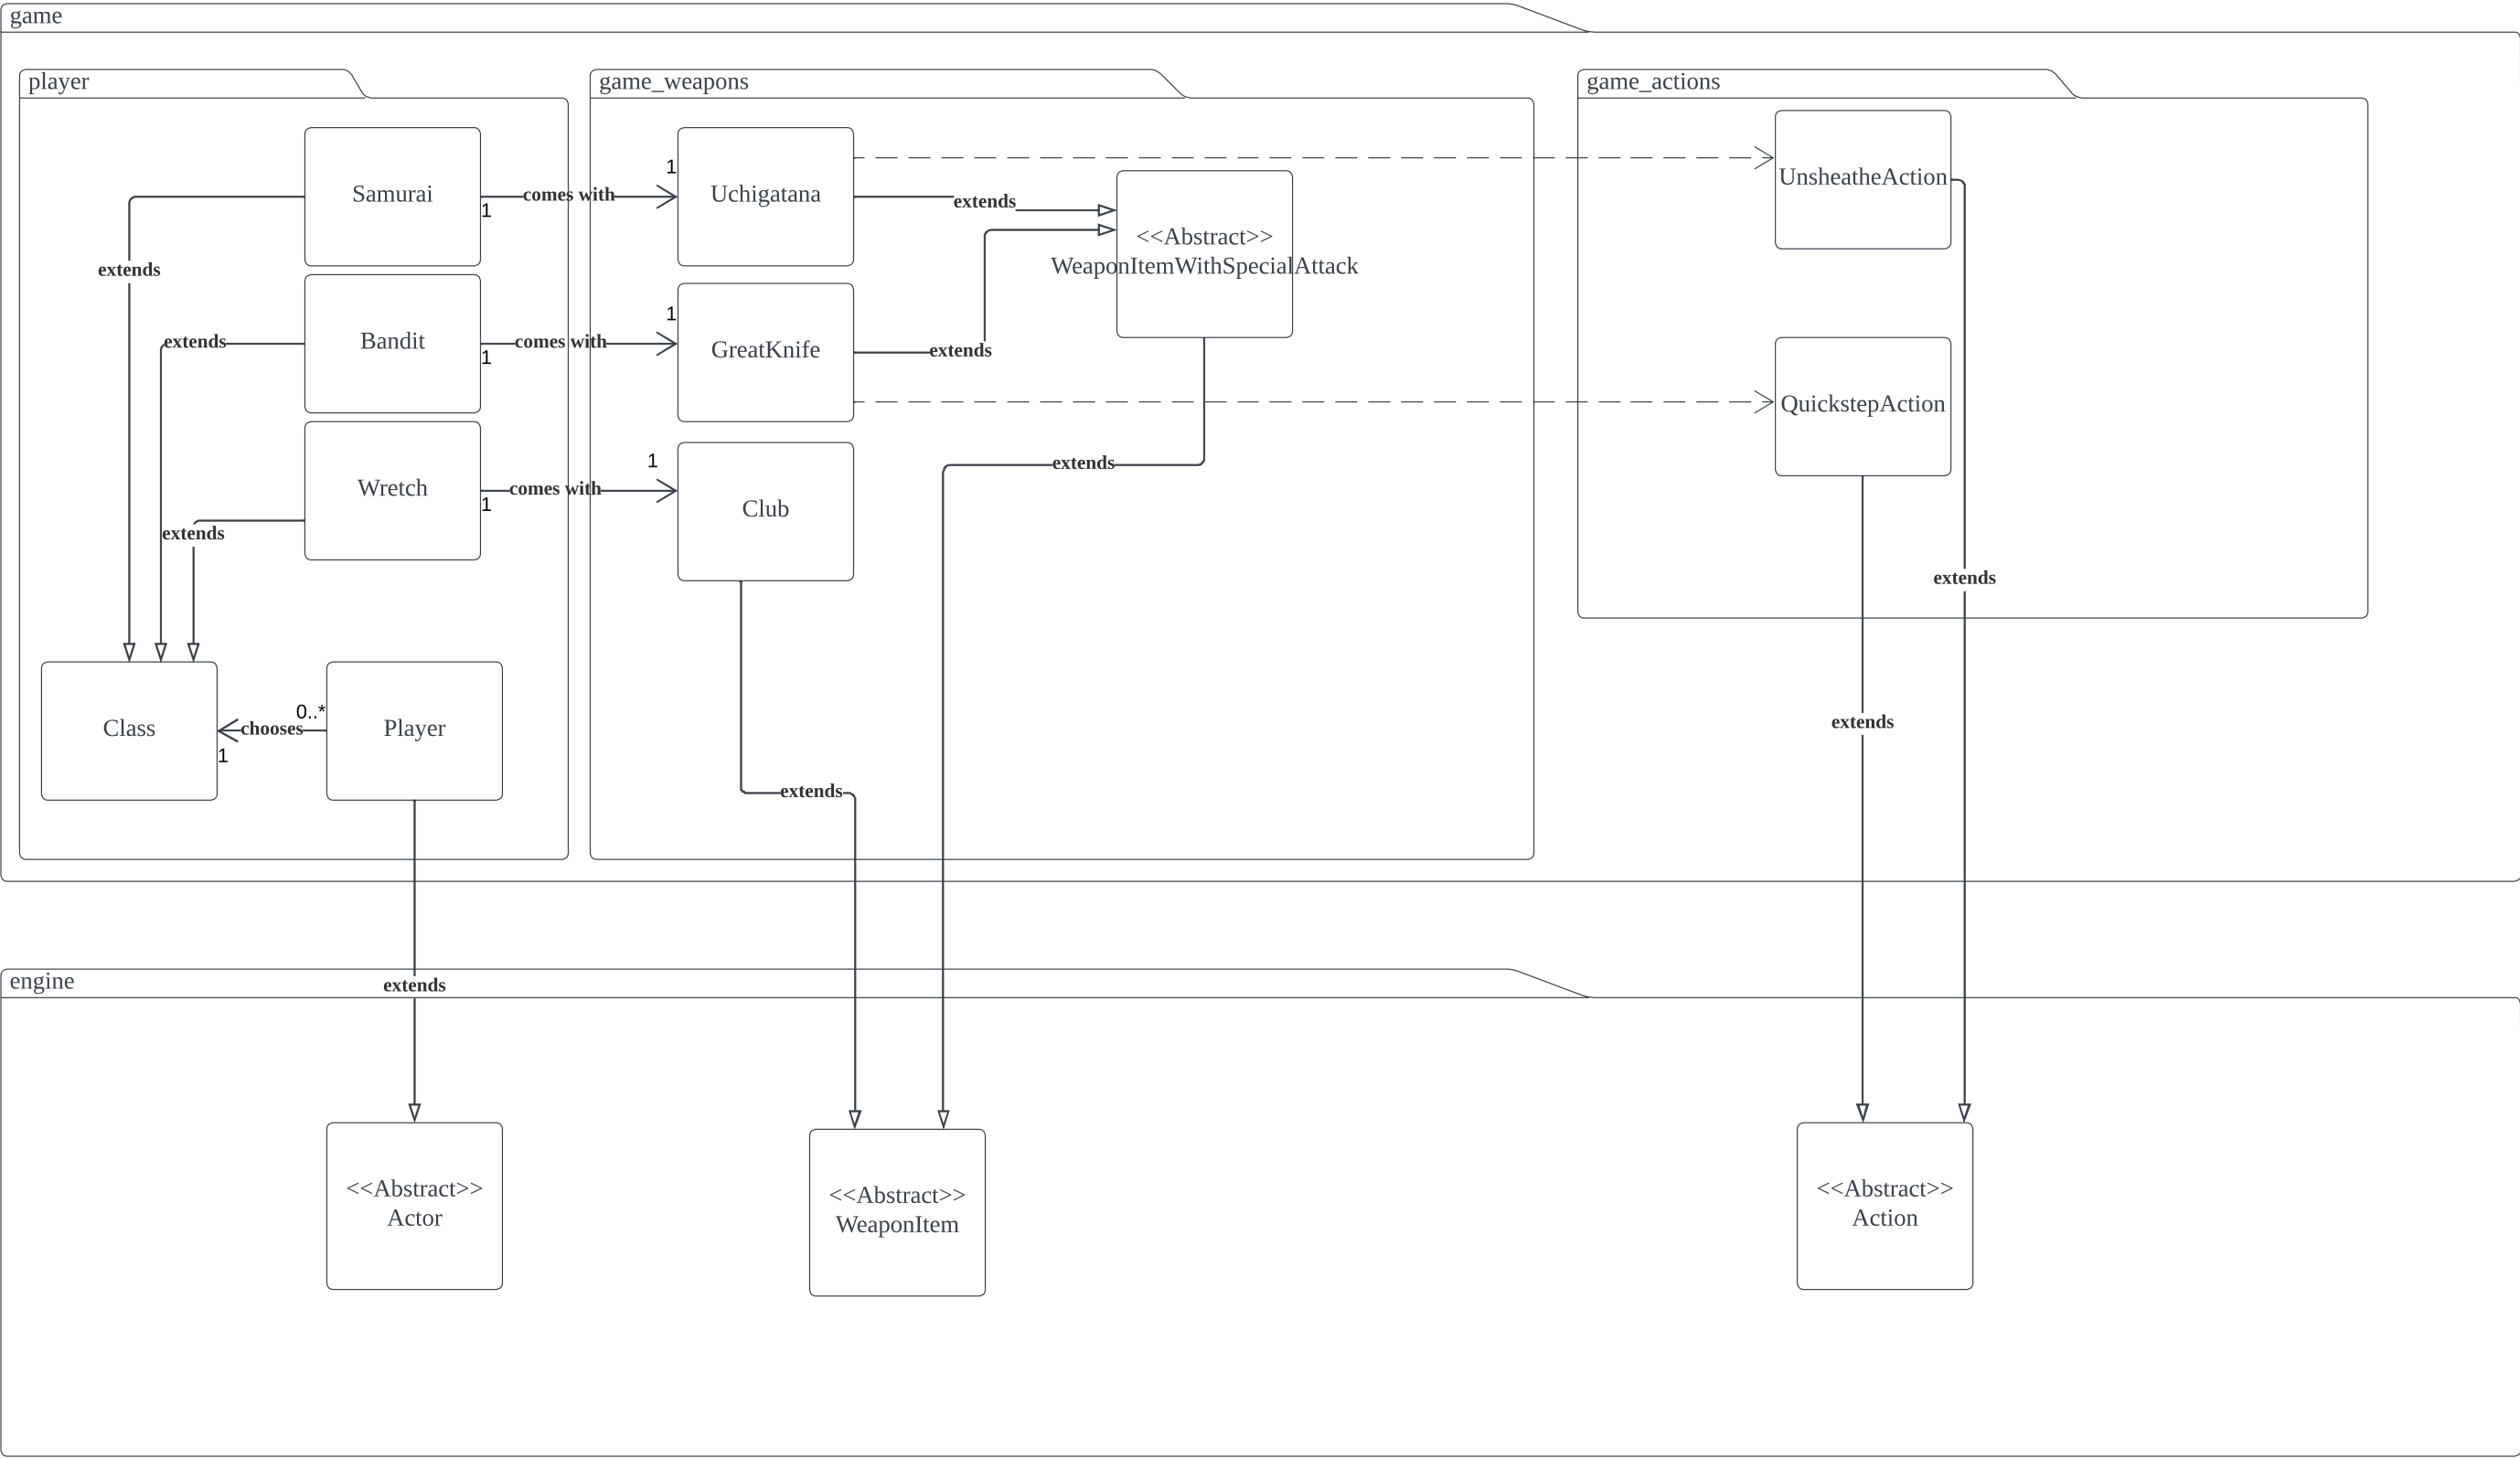 game
player
game_weapons
game_actions
Samurai
1
comes with
1
Uchigatana
extends
UnsheatheAction
<<Abstract>>
WeaponItemWithSpecialAttack
extends
Bandit
1
comes with
1
GreatKnife
extends
extends
QuickstepAction
Wretch
1
comes with
1
Club
extends
extends
extends
Class
1
chooses
0..*
Player
extends
extends
engine
extends
<<Abstract>>
Actor
<<Abstract>>
WeaponItem
<<Abstract>>
Action